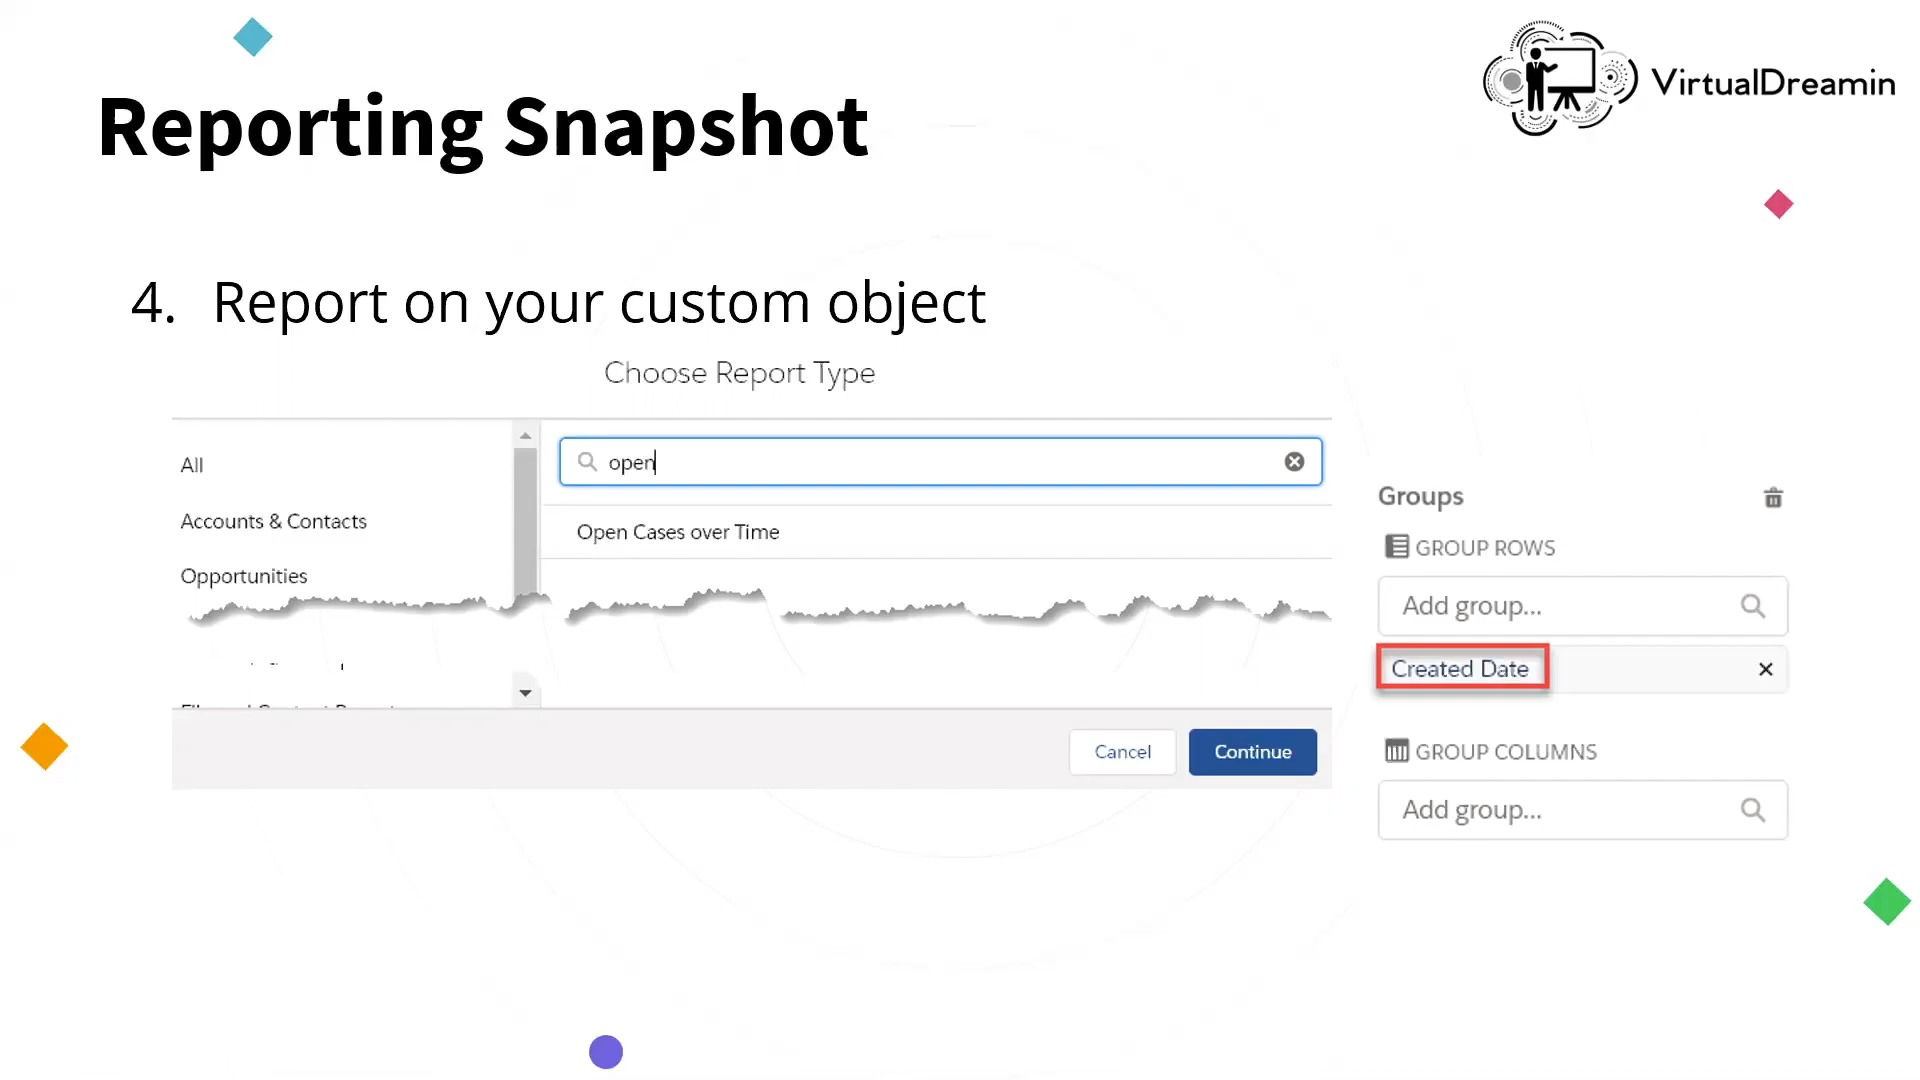 VirtualDreamin
Reporting Snapshot
4. Report on your custom object
Choose Report Type
All
Accounts & Contacts
Opportunities
open
Open Cases over Time
Cancel
Continue
Groups
GROUP ROWS
Add group...
Created Date
GROUP COLUMNS
Add group...